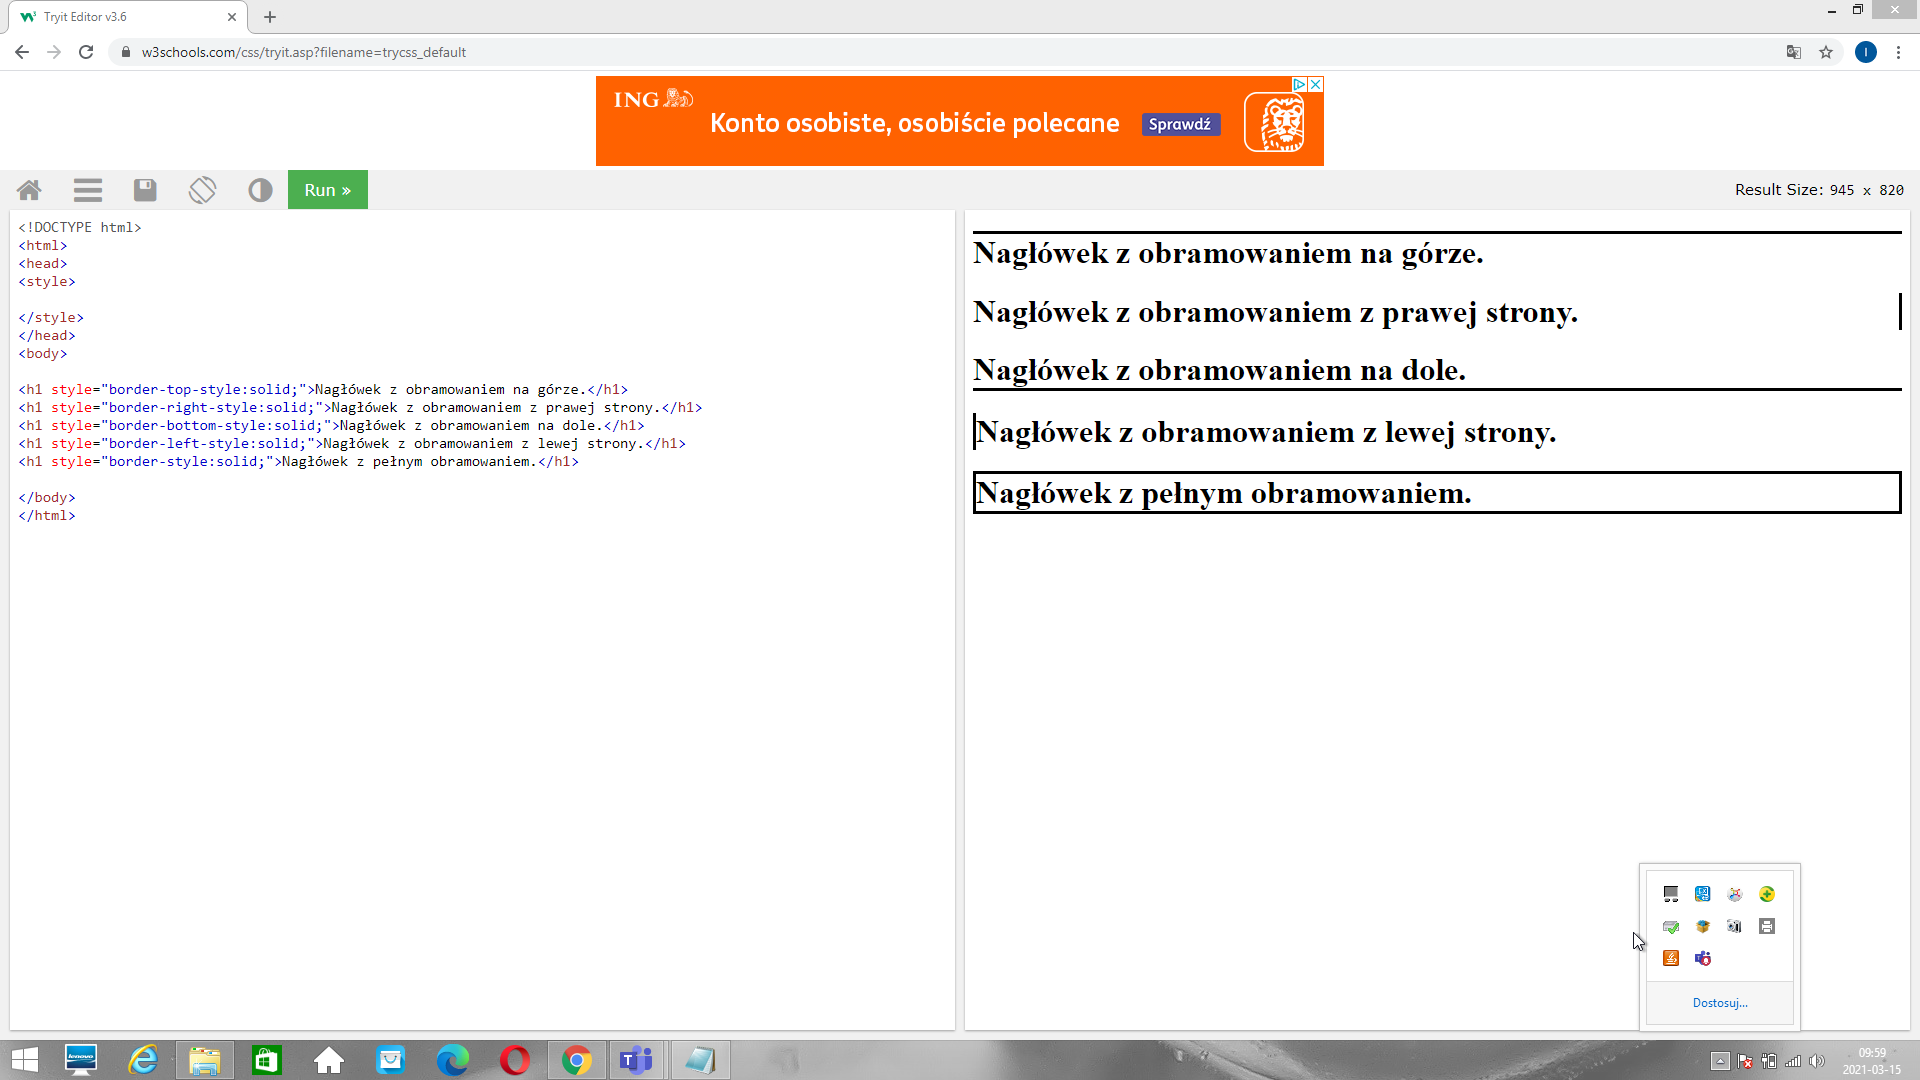 Tryit Editor v3.6
w3schools.com/css/tryit.asp?filename=trycss_default
ING
Konto osobiste, osobiście polecane
Sprawdź
Run »
Result Size: 945 x 820
<!DOCTYPE html>
<html>
<head>
<style>
</style>
</head>
<body>
<h1 style="border-top-style:solid;">Nagłówek z obramowaniem na górze.</h1>
<h1 style="border-right-style:solid;">Nagłówek z obramowaniem z prawej strony.</h1>
<h1 style="border-bottom-style:solid;">Nagłówek z obramowaniem na dole.</h1>
<h1 style="border-left-style:solid;">Nagłówek z obramowaniem z lewej strony.</h1>
<h1 style="border-style:solid;">Nagłówek z pełnym obramowaniem.</h1>
</body>
</html>
Nagłówek z obramowaniem na górze.
Nagłówek z obramowaniem z prawej strony.
Nagłówek z obramowaniem na dole.
Nagłówek z obramowaniem z lewej strony.
Nagłówek z pełnym obramowaniem.
Dostosuj...
lenovo
09:59
2021-03-15